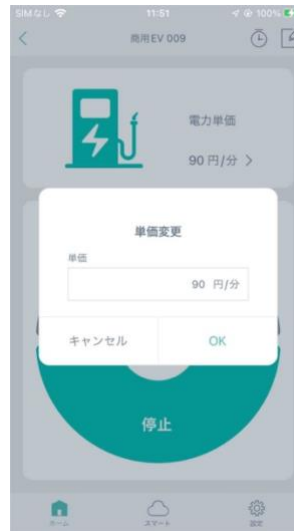 SIMなし 11:51 100%
商用EV 009
電力単価
90 円/分 >
単価変更
単価
90 円/分
キャンセル OK
停止
ホーム スマート 設定